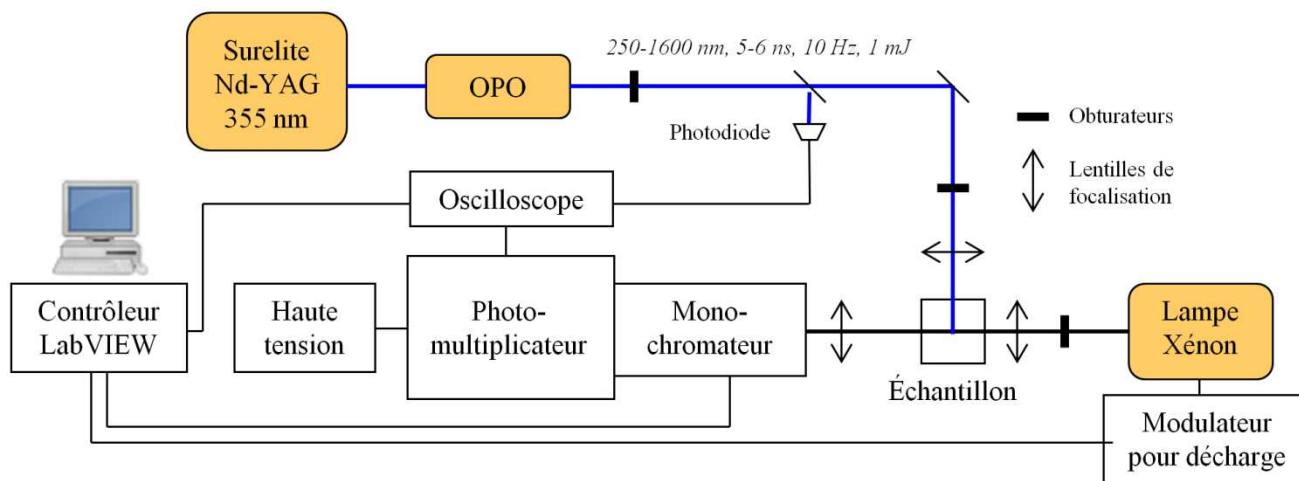 Surelite
Nd-YAG
355 nm
OPO
250-1600 nm, 5-6 ns, 10 Hz, 1 mJ
Photodiode
Obturateurs
Lentilles de
focalisation
Oscilloscope
Contrôleur
LabVIEW
Haute
tension
Photo-
multiplicateur
Mono-
chromateur
Échantillon
Lampe
Xénon
Modulateur
pour décharge